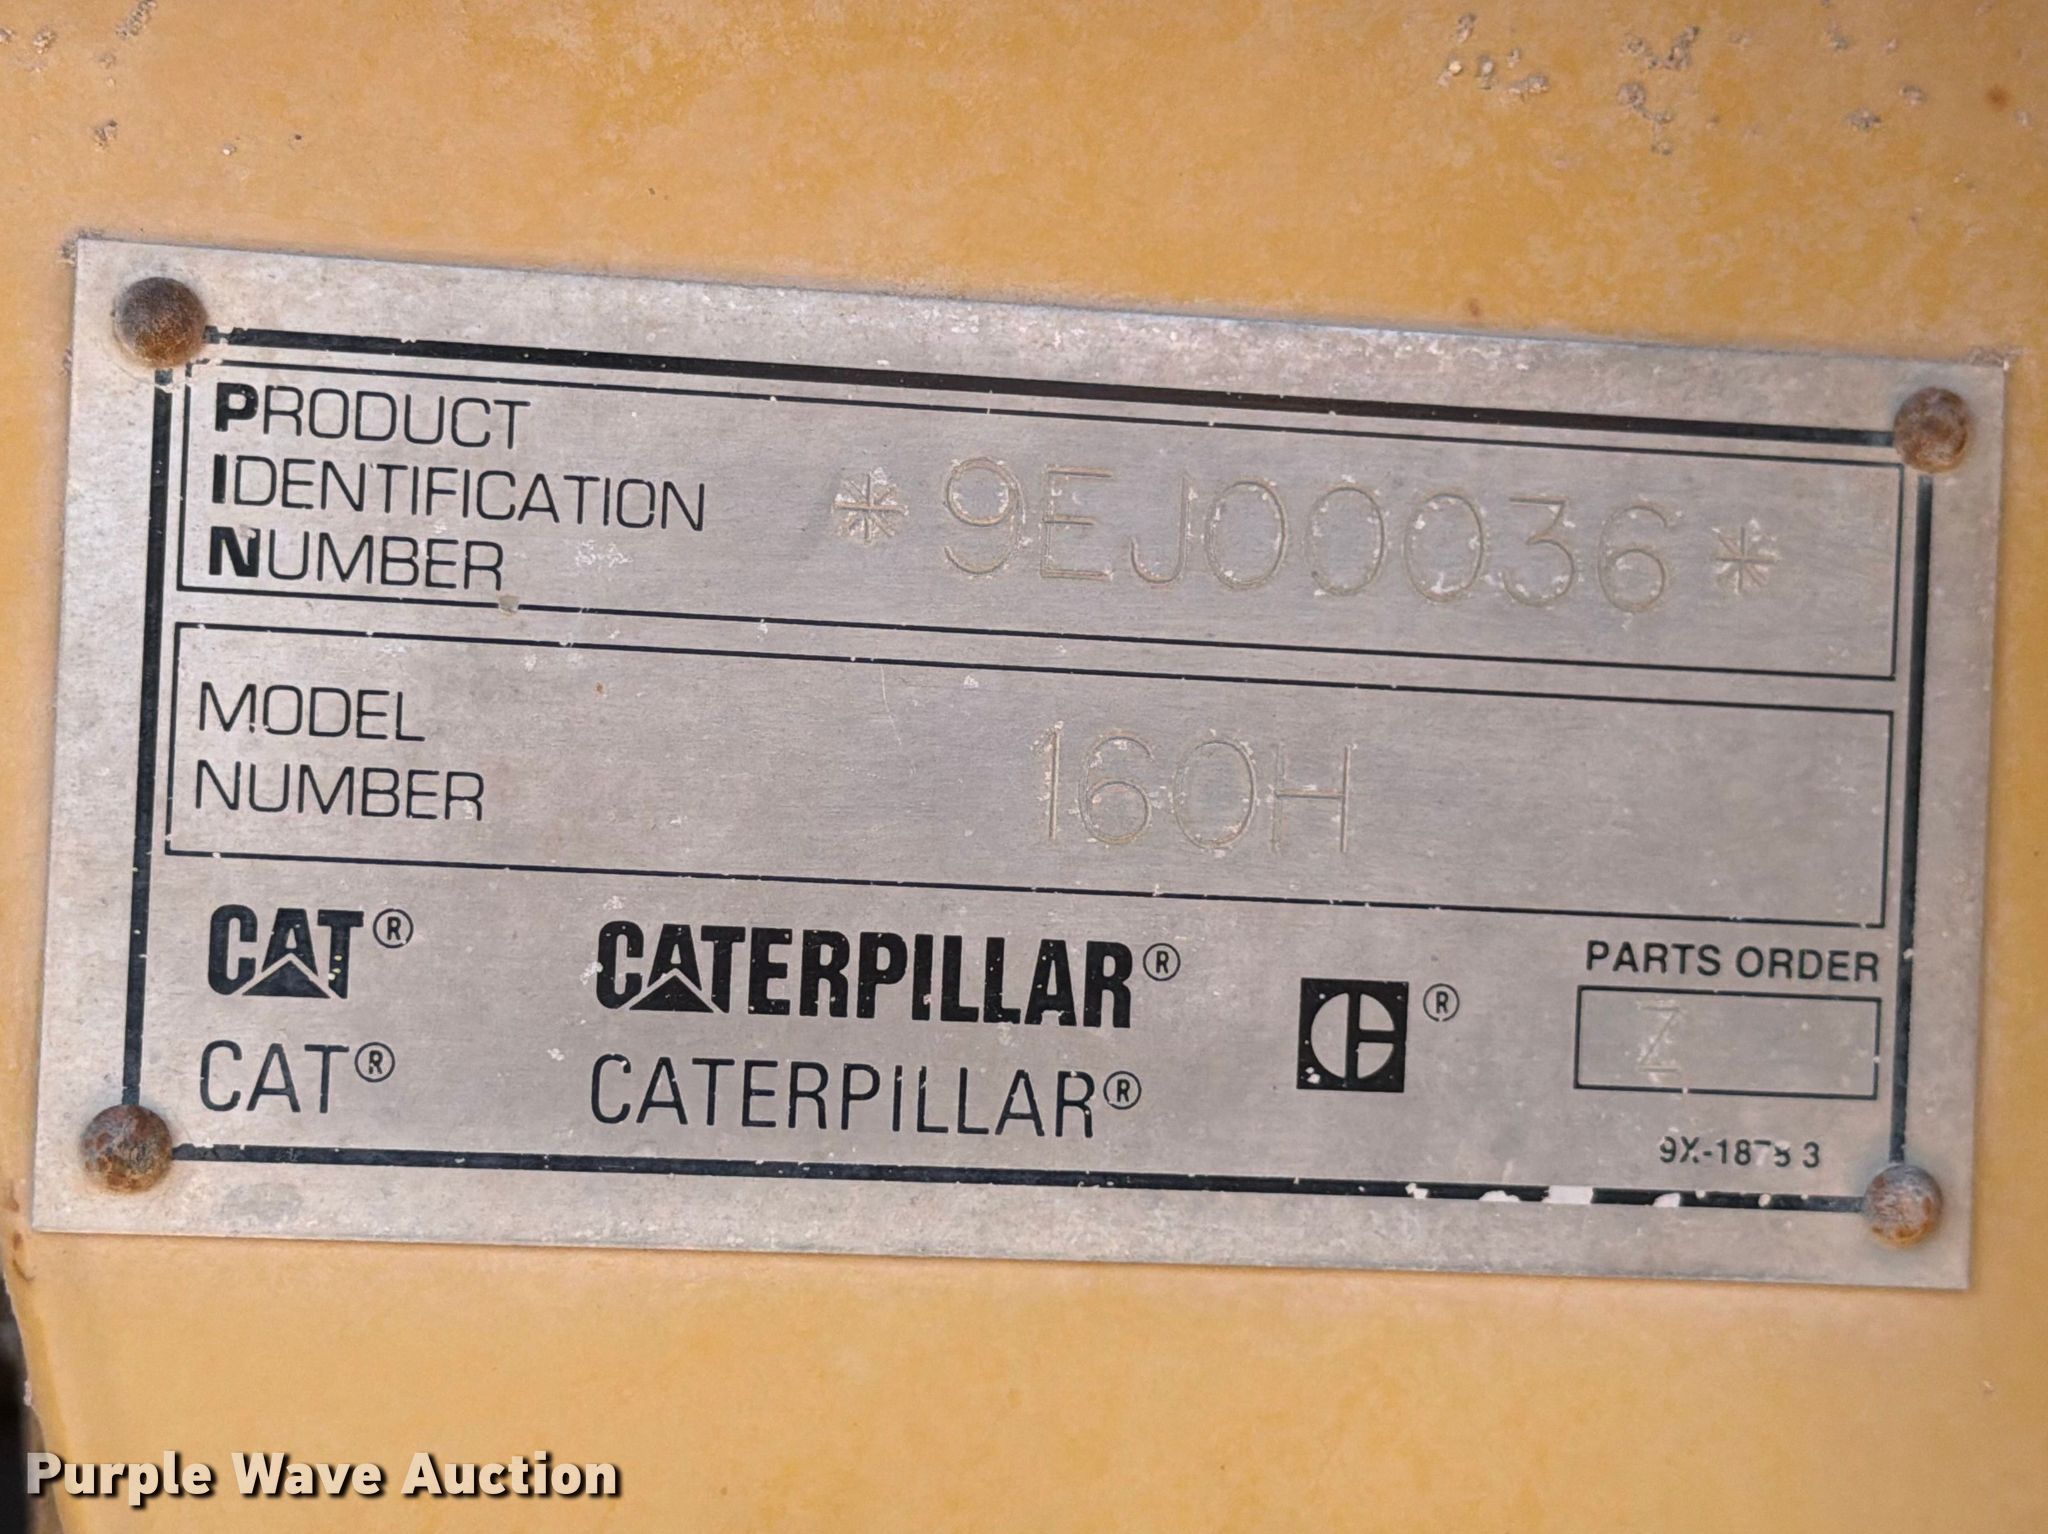 PRODUCT
IDENTIFICATION
NUMBER
*9EJ00036*
MODEL
NUMBER
160H
CAT® CATERPILLAR® ®
PARTS ORDER
Z
CAT® CATERPILLAR®
Purple Wave Auction